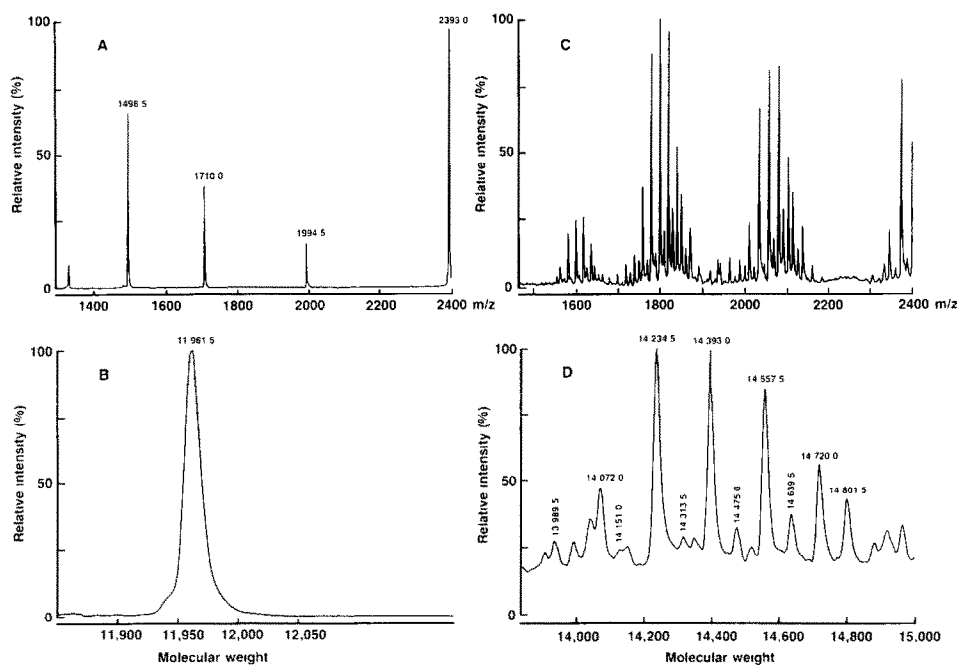 A
Relative intensity (%)
100
50
0
1496 5
1710 0
1994 5
2393 0
1400 1600 1800 2000 2200 2400 m/z
C
Relative intensity (%)
100
50
0
1600 1800 2000 2200 2400 m/z
B
Relative intensity (%)
100
50
0
11 961 5
11,900 11,950 12,000 12,050
Molecular weight
D
Relative intensity (%)
100
50
0
13 989 5
14 072 0
14 151 0
14 234 5
14 313 5
14 393 0
14 475 6
14 557 5
14 639 5
14 720 0
14 801 5
14,000 14,200 14,400 14,600 14,800 15,000
Molecular weight